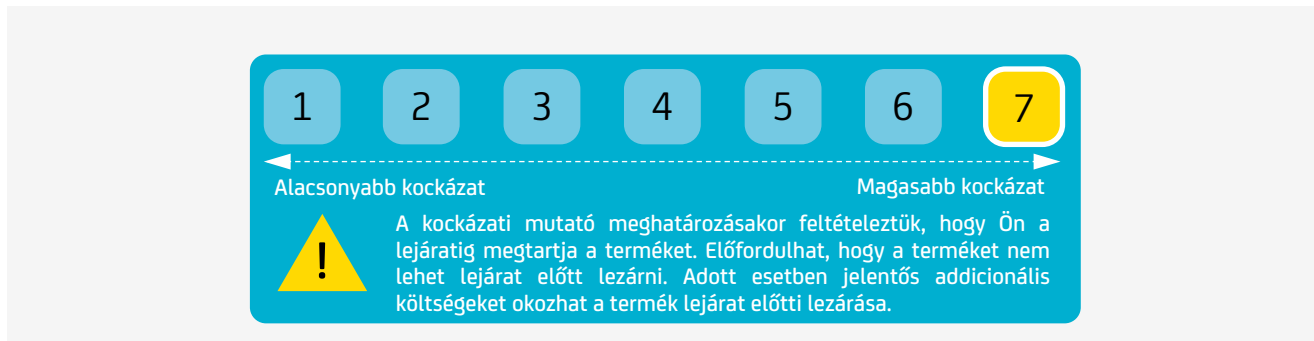 1 2 3 4 5 6 7
Alacsonyabb kockázat Magasabb kockázat
A kockázati mutató meghatározásakor feltételeztük, hogy Ön a
! lejáratig megtartja a terméket. Előfordulhat, hogy a terméket nem
lehet lejárat előtt lezárni. Adott esetben jelentős addicionális
költségeket okozhat a termék lejárat előtti lezárása.